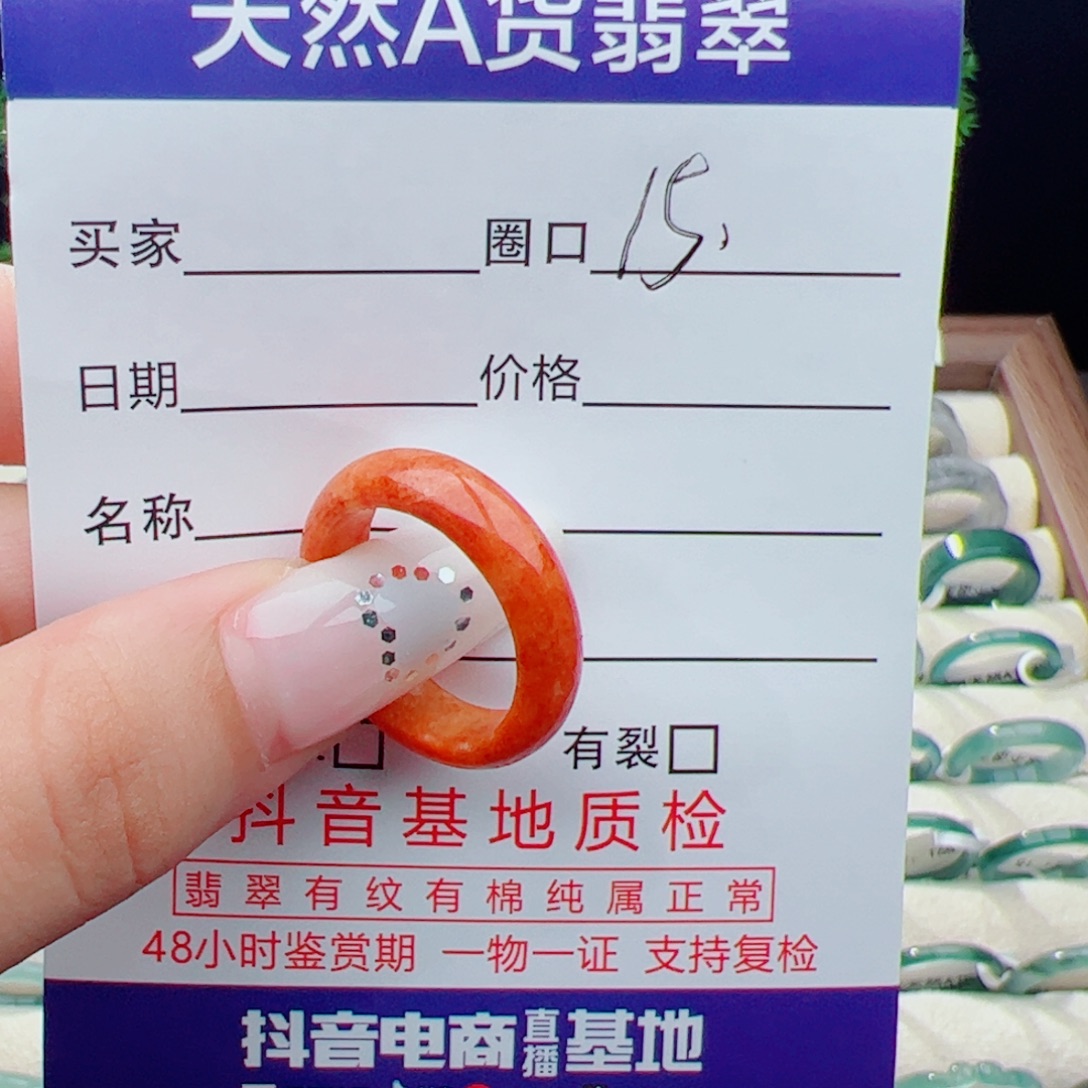 天然A货翡翠
买家 圈口 15.
日期 价格
名称
有裂
抖音基地质检
翡翠有纹有棉纯属正常
48小时鉴赏期 一物一证 支持复检
抖音电商直播基地